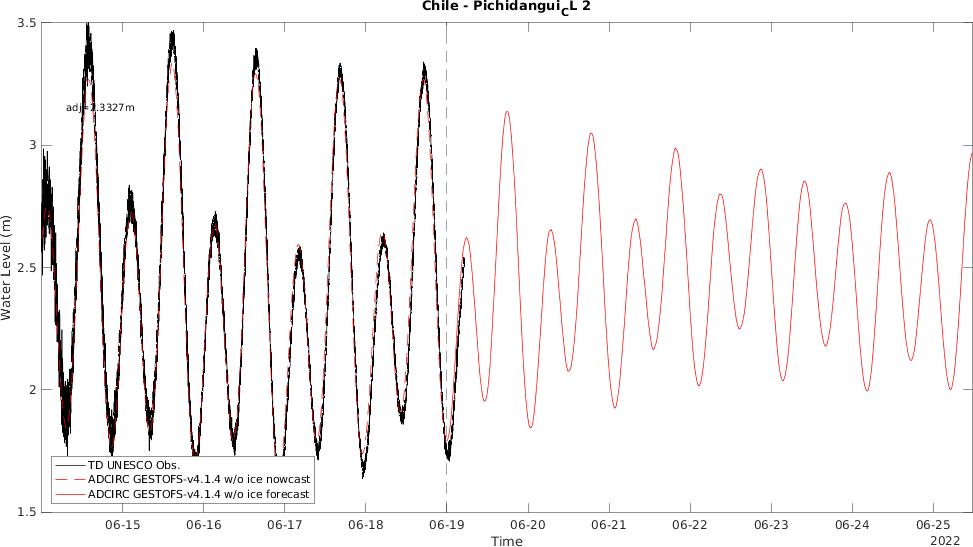 Chile - Pichidangui_CL 2
3.5
3
2.5
2
1.5
Water Level (m)
adj=2.3327m
TD UNESCO Obs.
ADCIRC GESTOFS-v4.1.4 w/o ice nowcast
ADCIRC GESTOFS-v4.1.4 w/o ice forecast
06-15 06-16 06-17 06-18 06-19 06-20 06-21 06-22 06-23 06-24 06-25
Time
2022